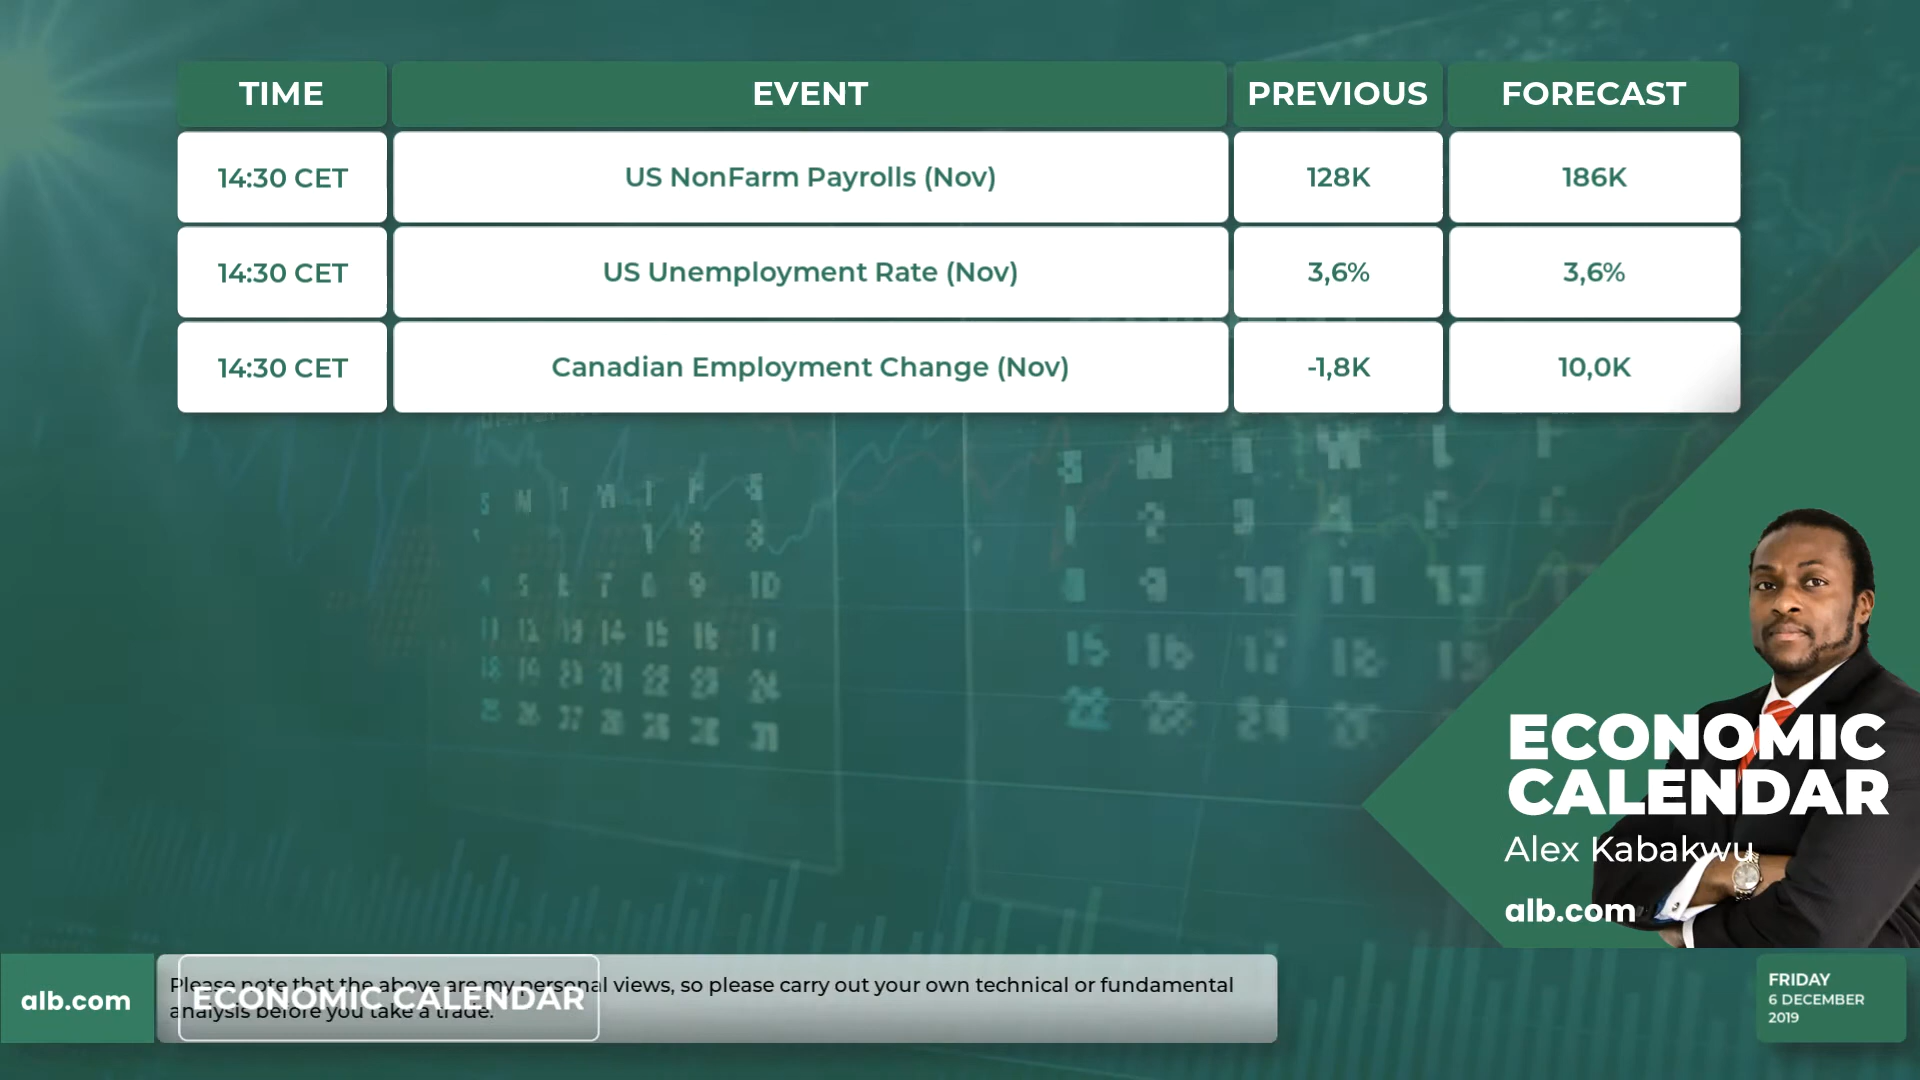 TIME EVENT PREVIOUS FORECAST
14:30 CET US NonFarm Payrolls (Nov) 128K 186K
14:30 CET US Unemployment Rate (Nov) 3,6% 3,6%
14:30 CET Canadian Employment Change (Nov) -1,8K 10,0K
ECONOMIC
CALENDAR
Alex Kabakwu
alb.com
alb.com
Please note that the above are my personal views, so please carry out your own technical or fundamental
analysis before you take a trade.
ECONOMIC CALENDAR
FRIDAY
6 DECEMBER
2019